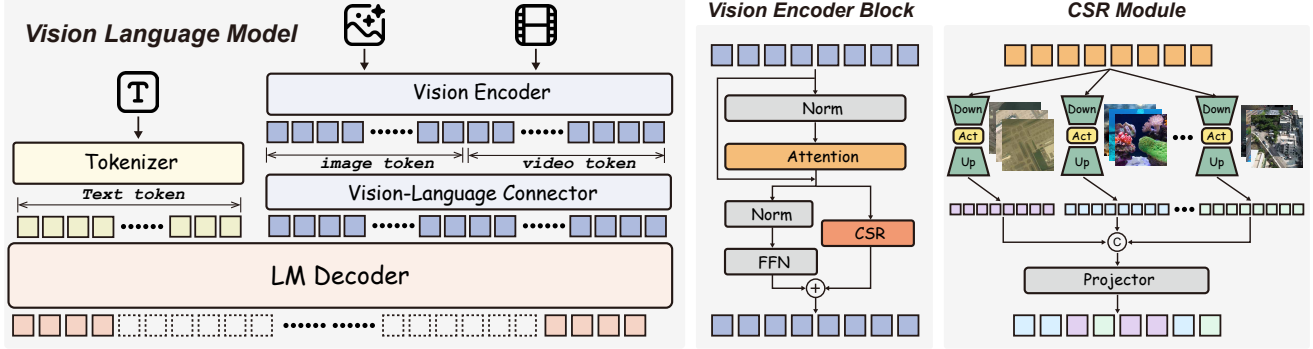 Vision Language Model
T
Tokenizer
Text token
Vision Encoder
image token
video token
Vision-Language Connector
LM Decoder
Vision Encoder Block
Norm
Attention
Norm
CSR
FFN
+
CSR Module
Down
Down
Down
Act
Act
Act
Up
Up
Up
C
Projector